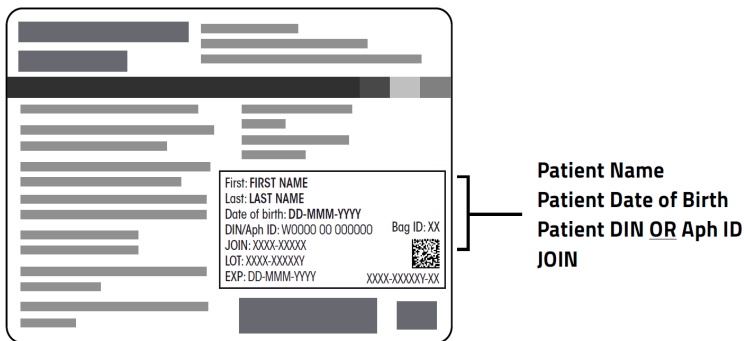 First: FIRST NAME
Last: LAST NAME
Date of birth: DD-MMM-YYYY
DIN/Aph ID: W0000 00 000000 Bag ID: XX
JOIN: XXXX-XXXXX
LOT: XXXX-XXXXXY
EXP: DD-MMM-YYYY XXXX-XXXXXY-XX
Patient Name
Patient Date of Birth
Patient DIN OR Aph ID
JOIN